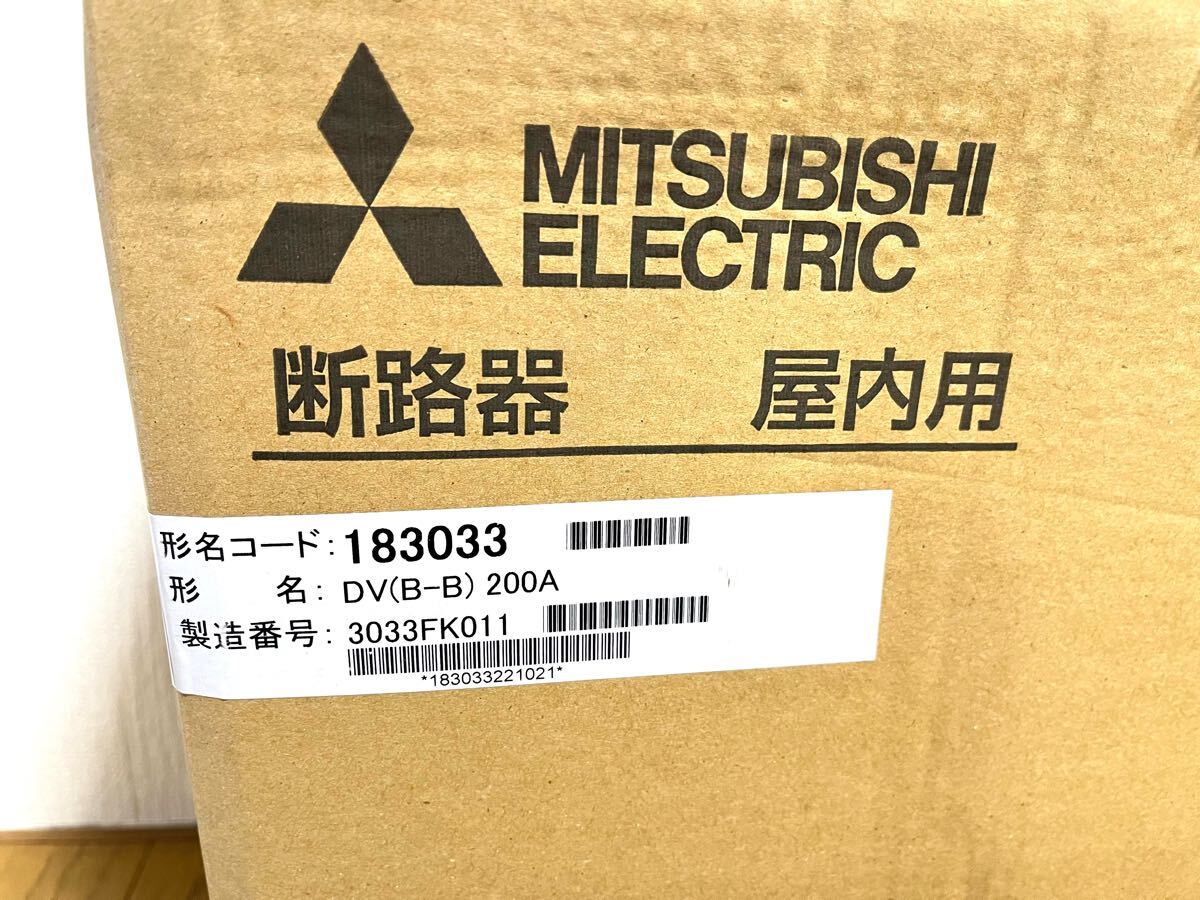 MITSUBISHI
ELECTRIC
断路器 屋内用
形名コード: 183033
形 名: DV(B-B) 200A
製造番号: 3033FK011
*183033221021*